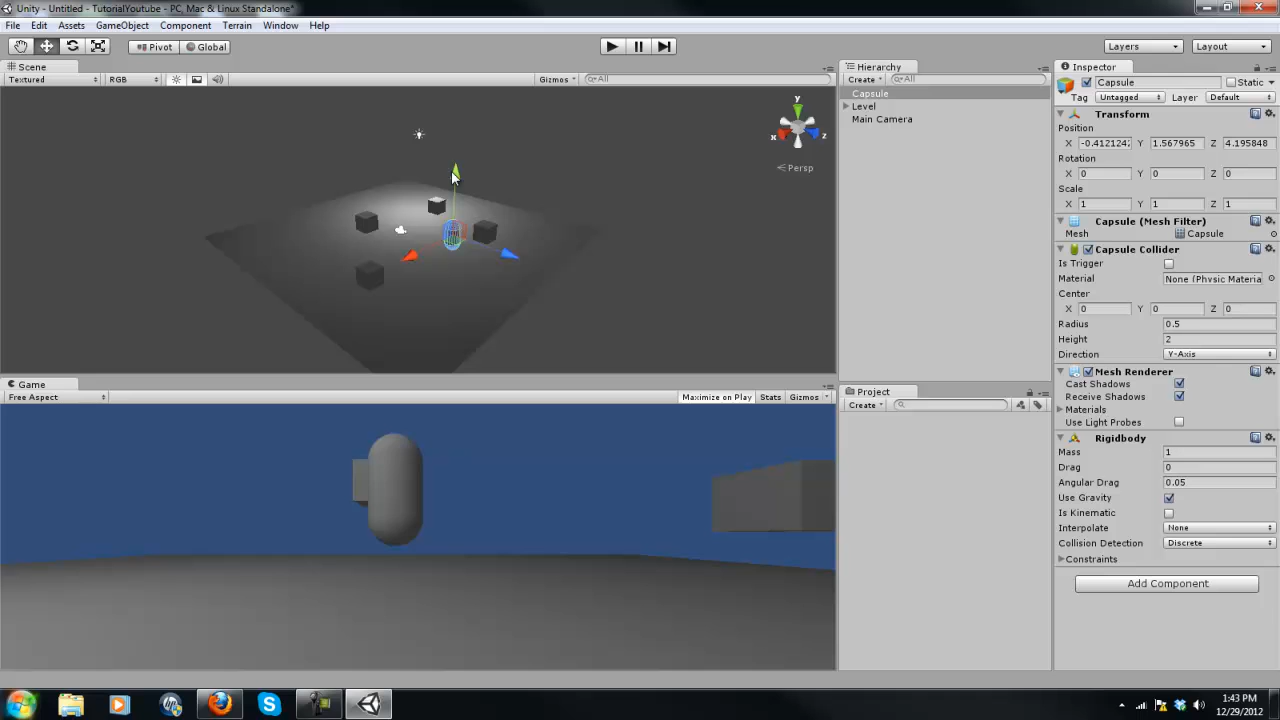 Unity - Untitled - TutorialYoutube - PC, Mac & Linux Standalone*
File Edit Assets GameObject Component Terrain Window Help
Pivot Global Layers Layout
Scene
Textured RGB Gizmos All
y
x z
Persp
Hierarchy
Create All
Capsule
Level
Main Camera
Game
Free Aspect Maximize on Play Stats Gizmos
Project
Create
Inspector
Capsule Static
Tag Untagged Layer Default
Transform
Position
X -0.412124 Y 1.567965 Z 4.195848
Rotation
X 0 Y 0 Z 0
Scale
X 1 Y 1 Z 1
Capsule (Mesh Filter)
Mesh Capsule
Capsule Collider
Is Trigger
Material None (Physic Materia
Center
X 0 Y 0 Z 0
Radius 0.5
Height 2
Direction Y-Axis
Mesh Renderer
Cast Shadows
Receive Shadows
Materials
Use Light Probes
Rigidbody
Mass 1
Drag 0
Angular Drag 0.05
Use Gravity
Is Kinematic
Interpolate None
Collision Detection Discrete
Constraints
Add Component
1:43 PM
12/29/2012